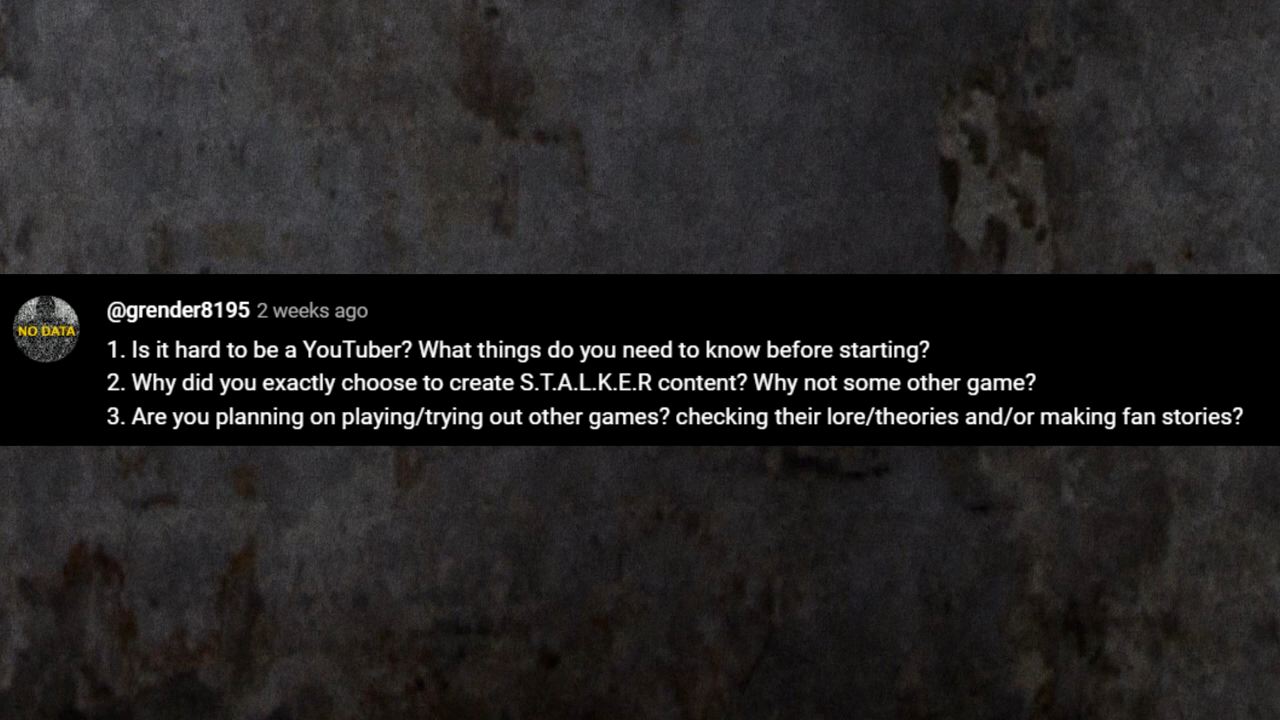 @grender8195 2 weeks ago
NO DATA
1. Is it hard to be a YouTuber? What things do you need to know before starting?
2. Why did you exactly choose to create S.T.A.L.K.E.R content? Why not some other game?
3. Are you planning on playing/trying out other games? checking their lore/theories and/or making fan stories?